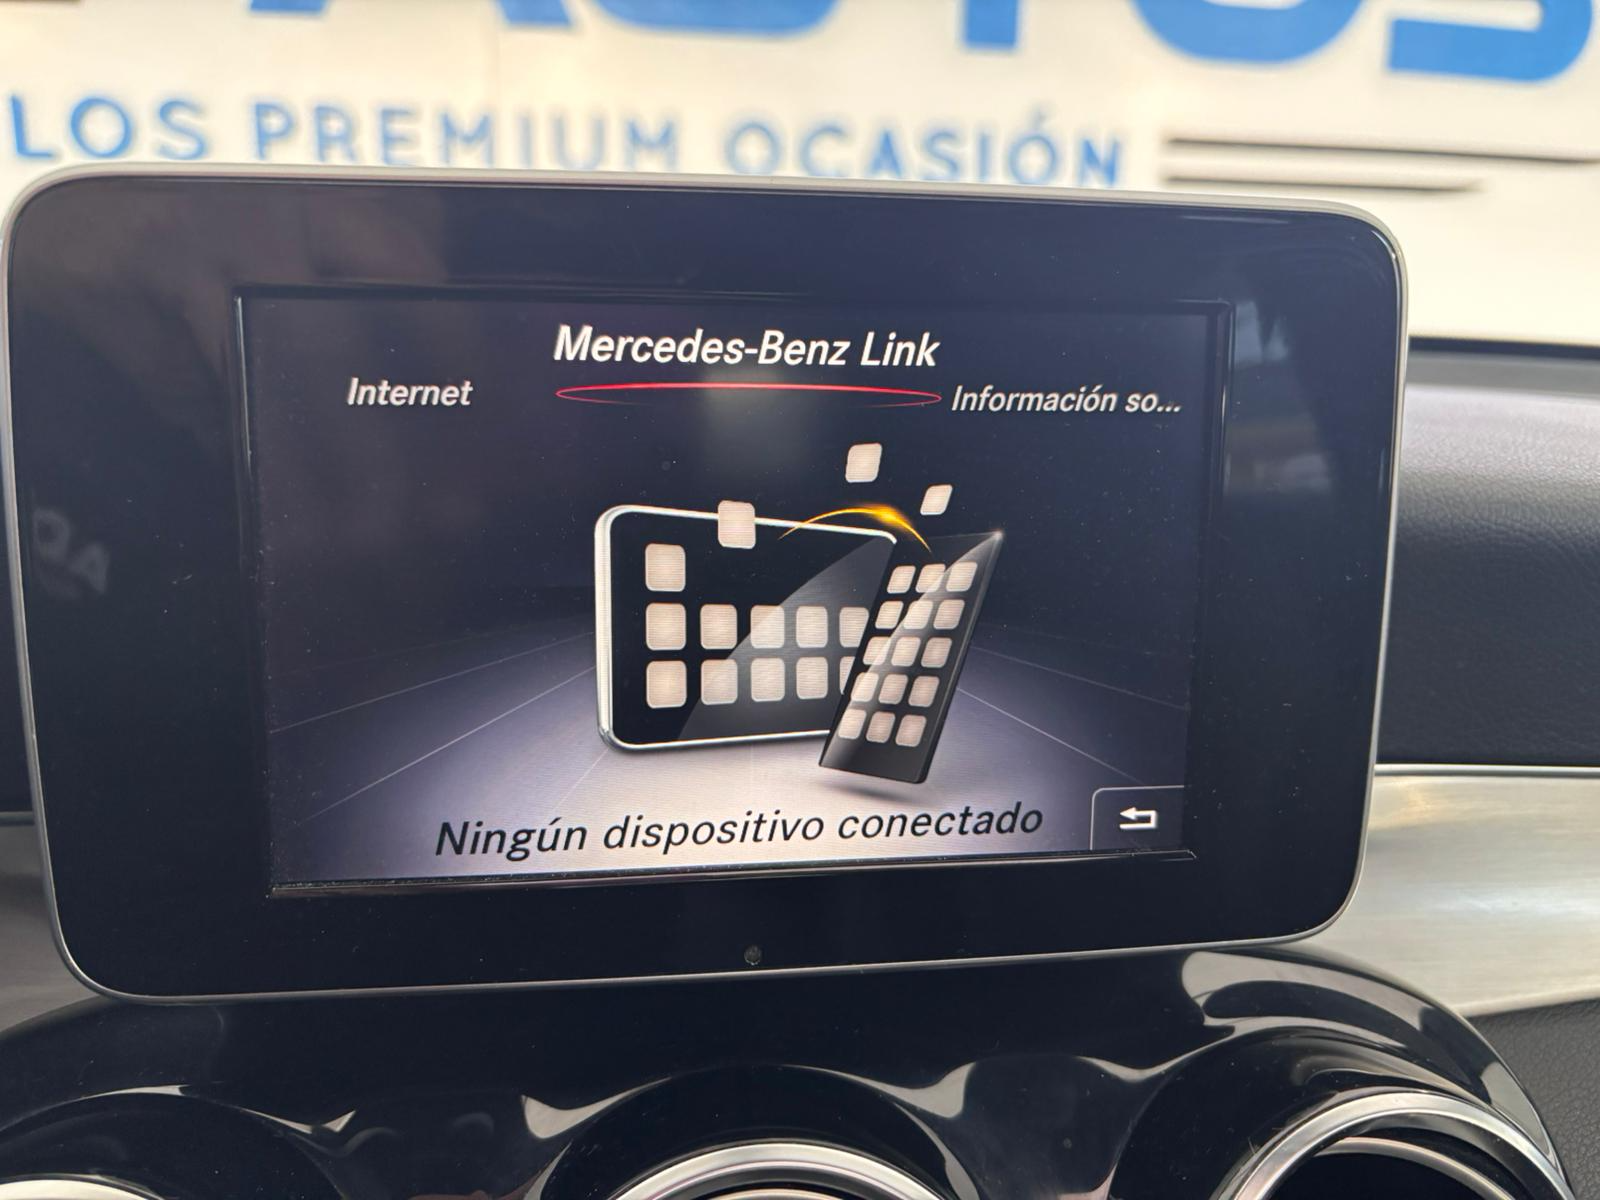 LOS PREMIUM OCASIÓN
Mercedes-Benz Link
Internet
Información so...
Ningún dispositivo conectado